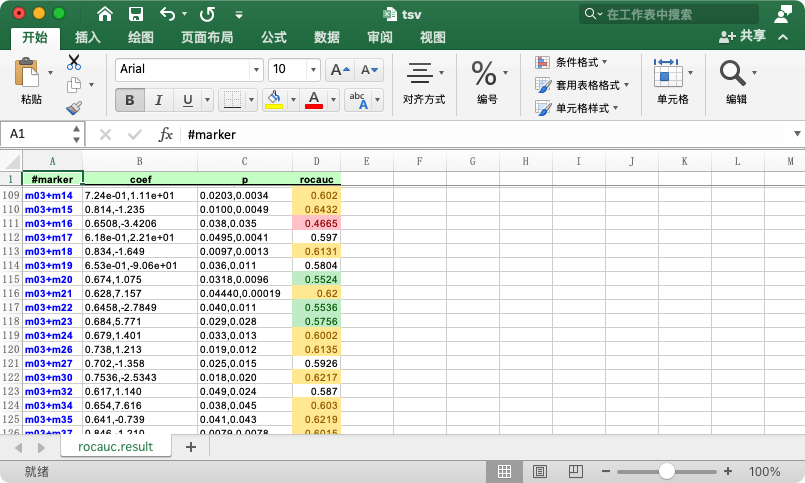 tsv
在工作表中搜索
开始 插入 绘图 页面布局 公式 数据 审阅 视图 共享
粘贴
Arial 10 A A
B I U A abc
对齐方式
%
编号
条件格式
套用表格格式
单元格样式
单元格
编辑
A1 fx #marker
A B C D E F G H I J K L M
1 #marker coef p rocauc
109 m03+m14 7.24e-01,1.11e+01 0.0203,0.0034 0.602
110 m03+m15 0.814,-1.235 0.0100,0.0049 0.6432
111 m03+m16 0.6508,-3.4206 0.038,0.035 0.4665
112 m03+m17 6.18e-01,2.21e+01 0.0495,0.0041 0.597
113 m03+m18 0.834,-1.649 0.0097,0.0013 0.6131
114 m03+m19 6.53e-01,-9.06e+01 0.036,0.011 0.5804
115 m03+m20 0.674,1.075 0.0318,0.0096 0.5524
116 m03+m21 0.628,7.157 0.04440,0.00019 0.62
117 m03+m22 0.6458,-2.7849 0.040,0.011 0.5536
118 m03+m23 0.684,5.771 0.029,0.028 0.5756
119 m03+m24 0.679,1.401 0.033,0.013 0.6002
120 m03+m26 0.738,1.213 0.019,0.012 0.6135
121 m03+m27 0.702,-1.358 0.025,0.015 0.5926
122 m03+m30 0.7536,-2.5343 0.018,0.020 0.6217
123 m03+m32 0.617,1.140 0.049,0.024 0.587
124 m03+m34 0.654,7.616 0.038,0.045 0.603
125 m03+m35 0.641,-0.739 0.041,0.043 0.6219
126 m03+m37 0.846,-1.210 0.0079,0.0078 0.6015
rocauc.result +
就绪 100%